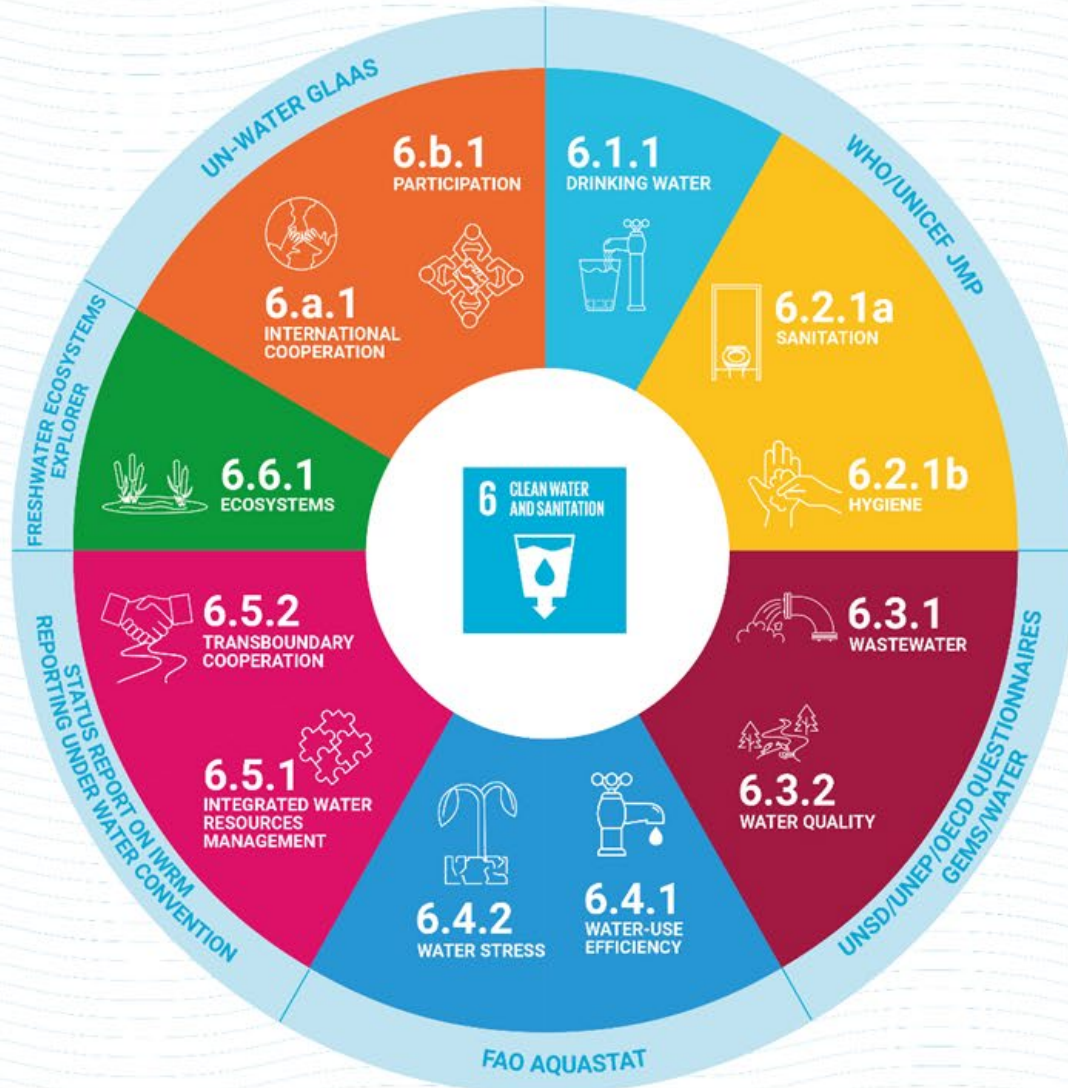 UN-WATER GLAAS
WHO/UNICEF JMP
6.b.1
PARTICIPATION
6.1.1
DRINKING WATER
6.a.1
INTERNATIONAL
COOPERATION
6.2.1a
SANITATION
FRESHWATER ECOSYSTEMS
EXPLORER
6.6.1
ECOSYSTEMS
6 CLEAN WATER
AND SANITATION
6.2.1b
HYGIENE
6.5.2
TRANSBOUNDARY
COOPERATION
6.3.1
WASTEWATER
STATUS REPORT ON IWRM
REPORTING UNDER WATER CONVENTION
6.5.1
INTEGRATED WATER
RESOURCES
MANAGEMENT
6.3.2
WATER QUALITY
UNSD/UNEP/OECD QUESTIONNAIRES
GEMS/WATER
6.4.2
WATER STRESS
6.4.1
WATER-USE
EFFICIENCY
FAO AQUASTAT